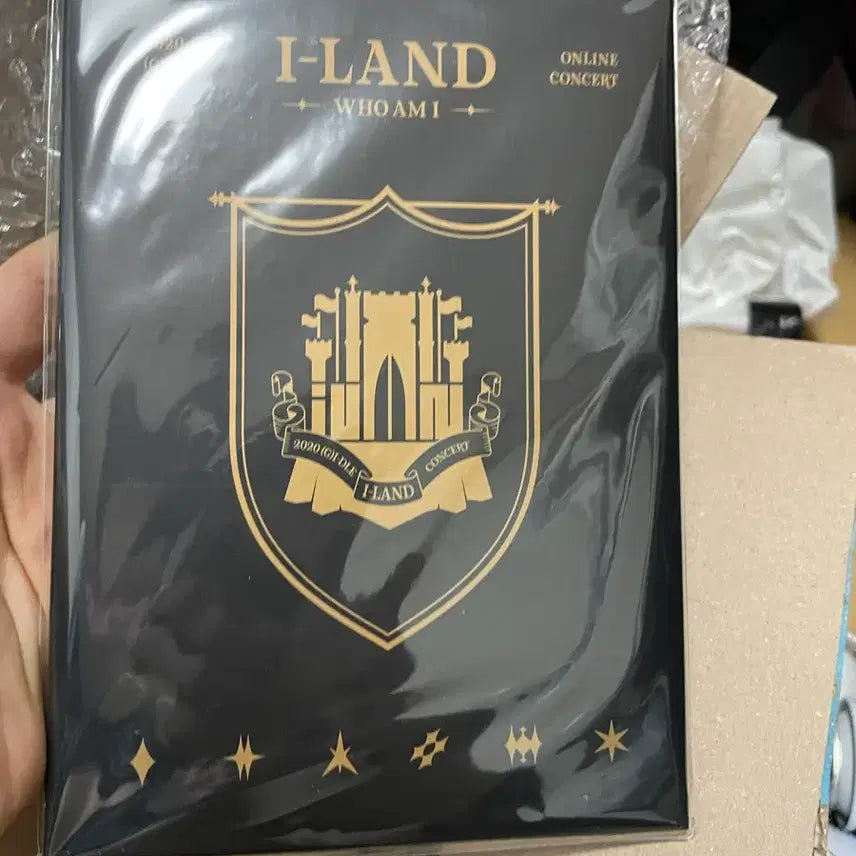 I-LAND
WHO AM I
ONLINE
CONCERT
2020 (G)I-DLE
I-LAND
CONCERT